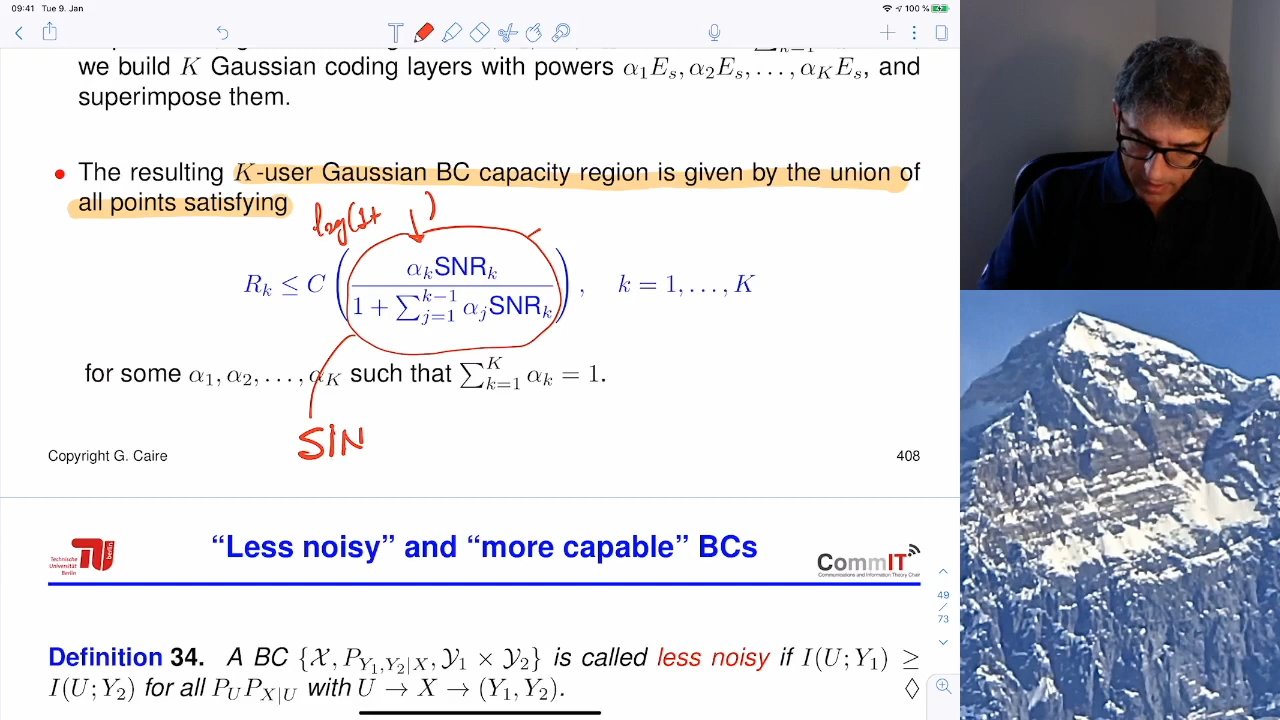 09:41 Tue 9. Jan
100 %
we build K Gaussian coding layers with powers α₁Eₛ, α₂Eₛ, . . . , α_K Eₛ, and
superimpose them.
• The resulting K-user Gaussian BC capacity region is given by the union of
all points satisfying
log(1+ )
R_k ≤ C ( α_k SNR_k / 1 + ∑_{j=1}^{k−1} α_j SNR_k ) , k = 1, . . . , K
for some α₁, α₂, . . . , α_K such that ∑_{k=1}^{K} α_k = 1.
SIN
Copyright G. Caire 408
Technische
Universität
Berlin
“Less noisy” and “more capable” BCs
CommIT
Communications and Information Theory Chair
49
/
73
Definition 34. A BC {𝒳, P_{Y₁,Y₂|X}, 𝒴₁ × 𝒴₂} is called less noisy if I(U; Y₁) ≥
I(U; Y₂) for all P_U P_{X|U} with U → X → (Y₁, Y₂). ◊